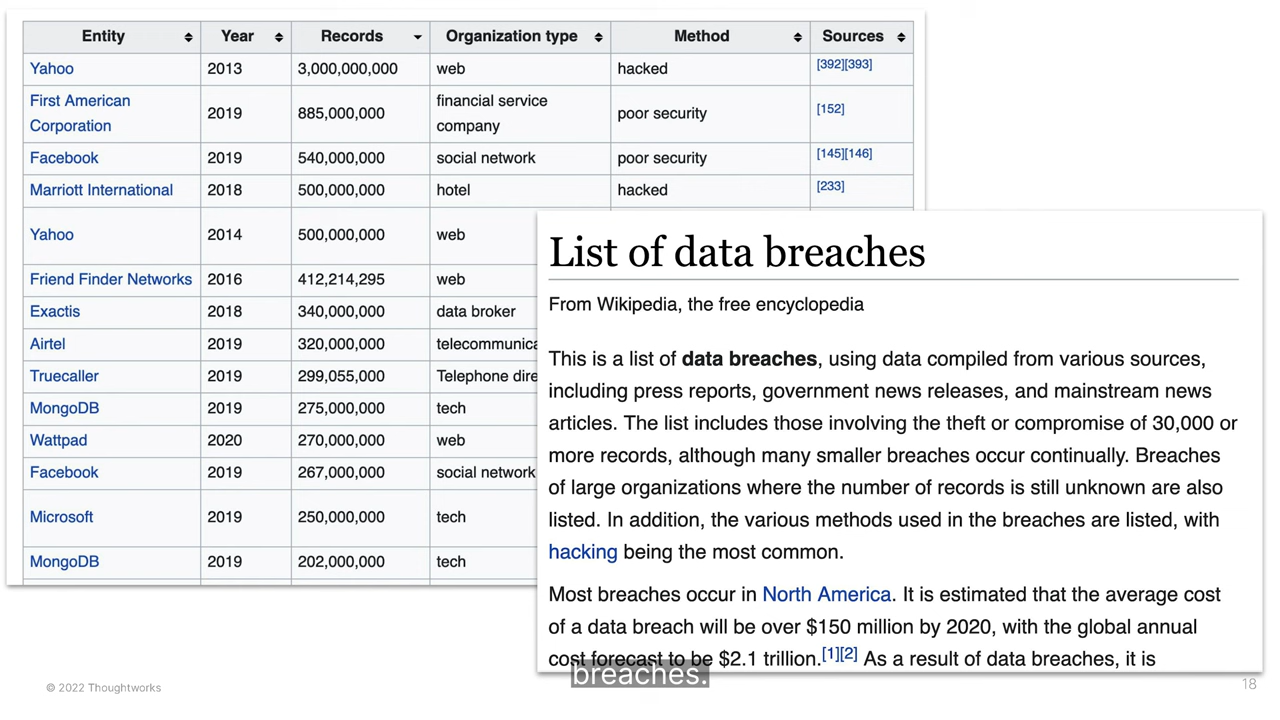 Entity Year Records Organization type Method Sources
Yahoo 2013 3,000,000,000 web hacked [392][393]
First American Corporation 2019 885,000,000 financial service company poor security [152]
Facebook 2019 540,000,000 social network poor security [145][146]
Marriott International 2018 500,000,000 hotel hacked [233]
Yahoo 2014 500,000,000 web
Friend Finder Networks 2016 412,214,295 web
Exactis 2018 340,000,000 data broker
Airtel 2019 320,000,000 telecommunica
Truecaller 2019 299,055,000 Telephone dire
MongoDB 2019 275,000,000 tech
Wattpad 2020 270,000,000 web
Facebook 2019 267,000,000 social network
Microsoft 2019 250,000,000 tech
MongoDB 2019 202,000,000 tech
List of data breaches
From Wikipedia, the free encyclopedia
This is a list of data breaches, using data compiled from various sources,
including press reports, government news releases, and mainstream news
articles. The list includes those involving the theft or compromise of 30,000 or
more records, although many smaller breaches occur continually. Breaches
of large organizations where the number of records is still unknown are also
listed. In addition, the various methods used in the breaches are listed, with
hacking being the most common.
Most breaches occur in North America. It is estimated that the average cost
of a data breach will be over $150 million by 2020, with the global annual
cost forecast to be $2.1 trillion.[1][2] As a result of data breaches, it is
breaches.
© 2022 Thoughtworks
18